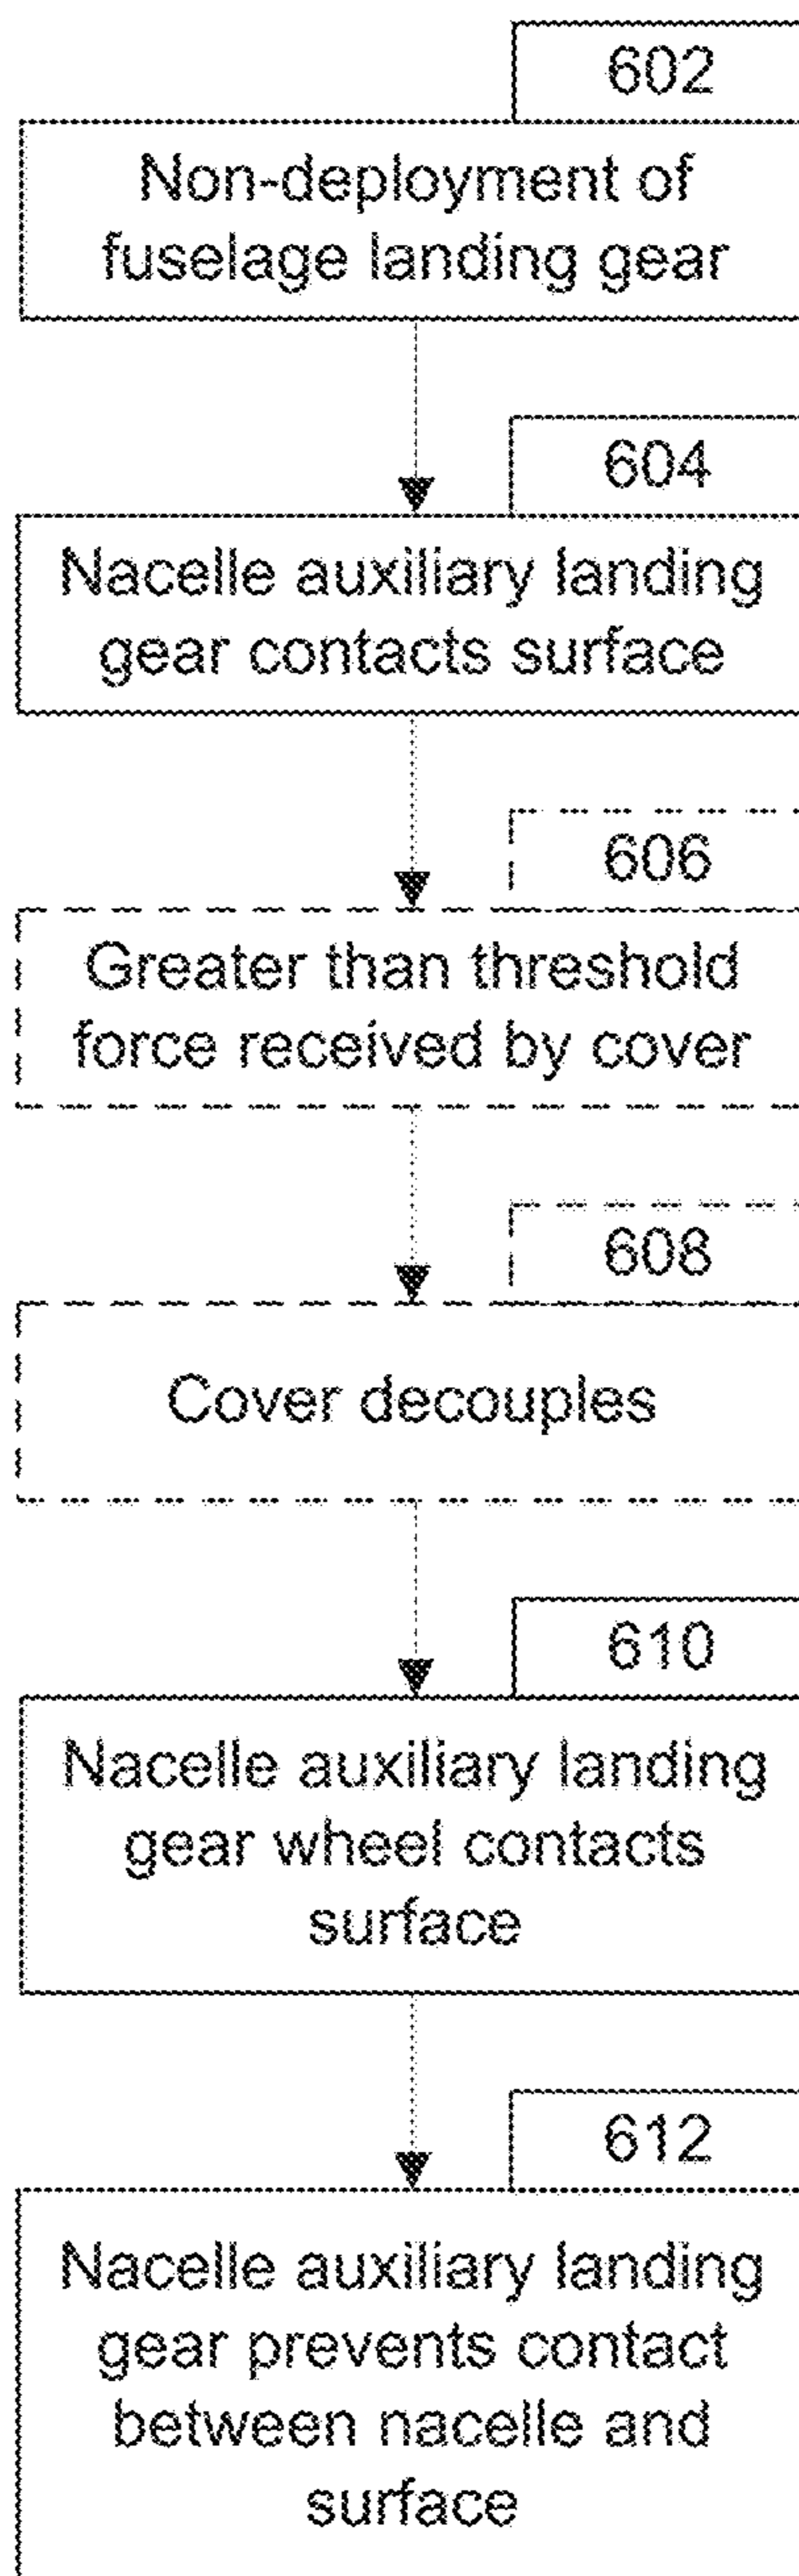 602
Non-deployment of
fuselage landing gear
604
Nacelle auxiliary landing
gear contacts surface
606
Greater than threshold
force received by cover
608
Cover decouples
610
Nacelle auxiliary landing
gear wheel contacts
surface
612
Nacelle auxiliary landing
gear prevents contact
between nacelle and
surface